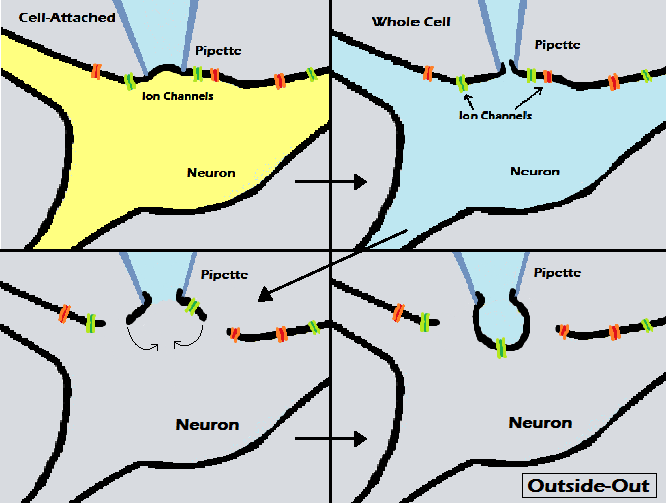 Cell-Attached
Pipette
Ion Channels
Neuron
Whole Cell
Pipette
Ion Channels
Neuron
Pipette
Neuron
Pipette
Neuron
Outside-Out